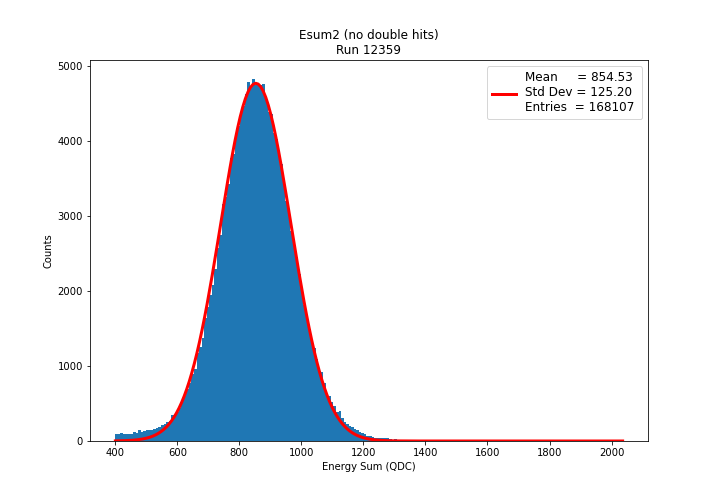 Esum2 (no double hits)
Run 12359
Mean = 854.53
Std Dev = 125.20
Entries = 168107
5000
4000
3000
2000
1000
0
Counts
400 600 800 1000 1200 1400 1600 1800 2000
Energy Sum (QDC)